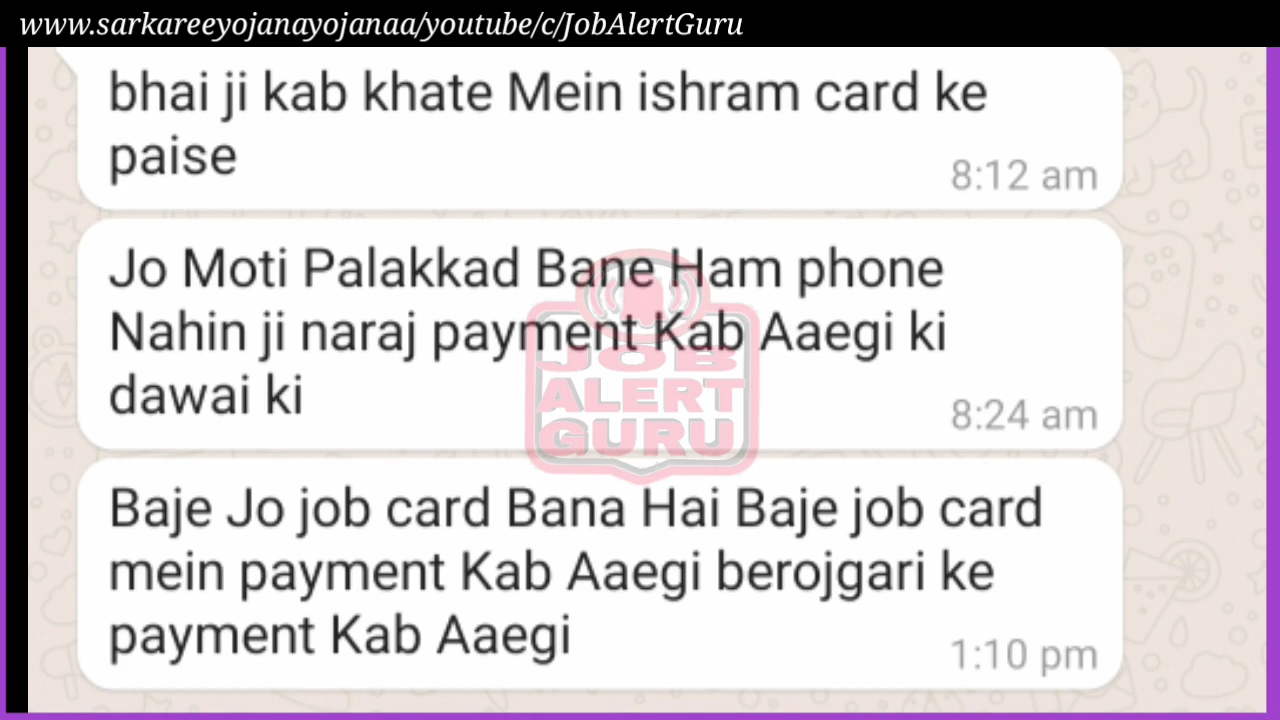 www.sarkareeyojanayojanaa/youtube/c/JobAlertGuru
bhai ji kab khate Mein ishram card ke
paise
8:12 am
Jo Moti Palakkad Bane Ham phone
Nahin ji naraj payment Kab Aaegi ki
dawai ki
8:24 am
JOB
ALERT
GURU
Baje Jo job card Bana Hai Baje job card
mein payment Kab Aaegi berojgari ke
payment Kab Aaegi
1:10 pm